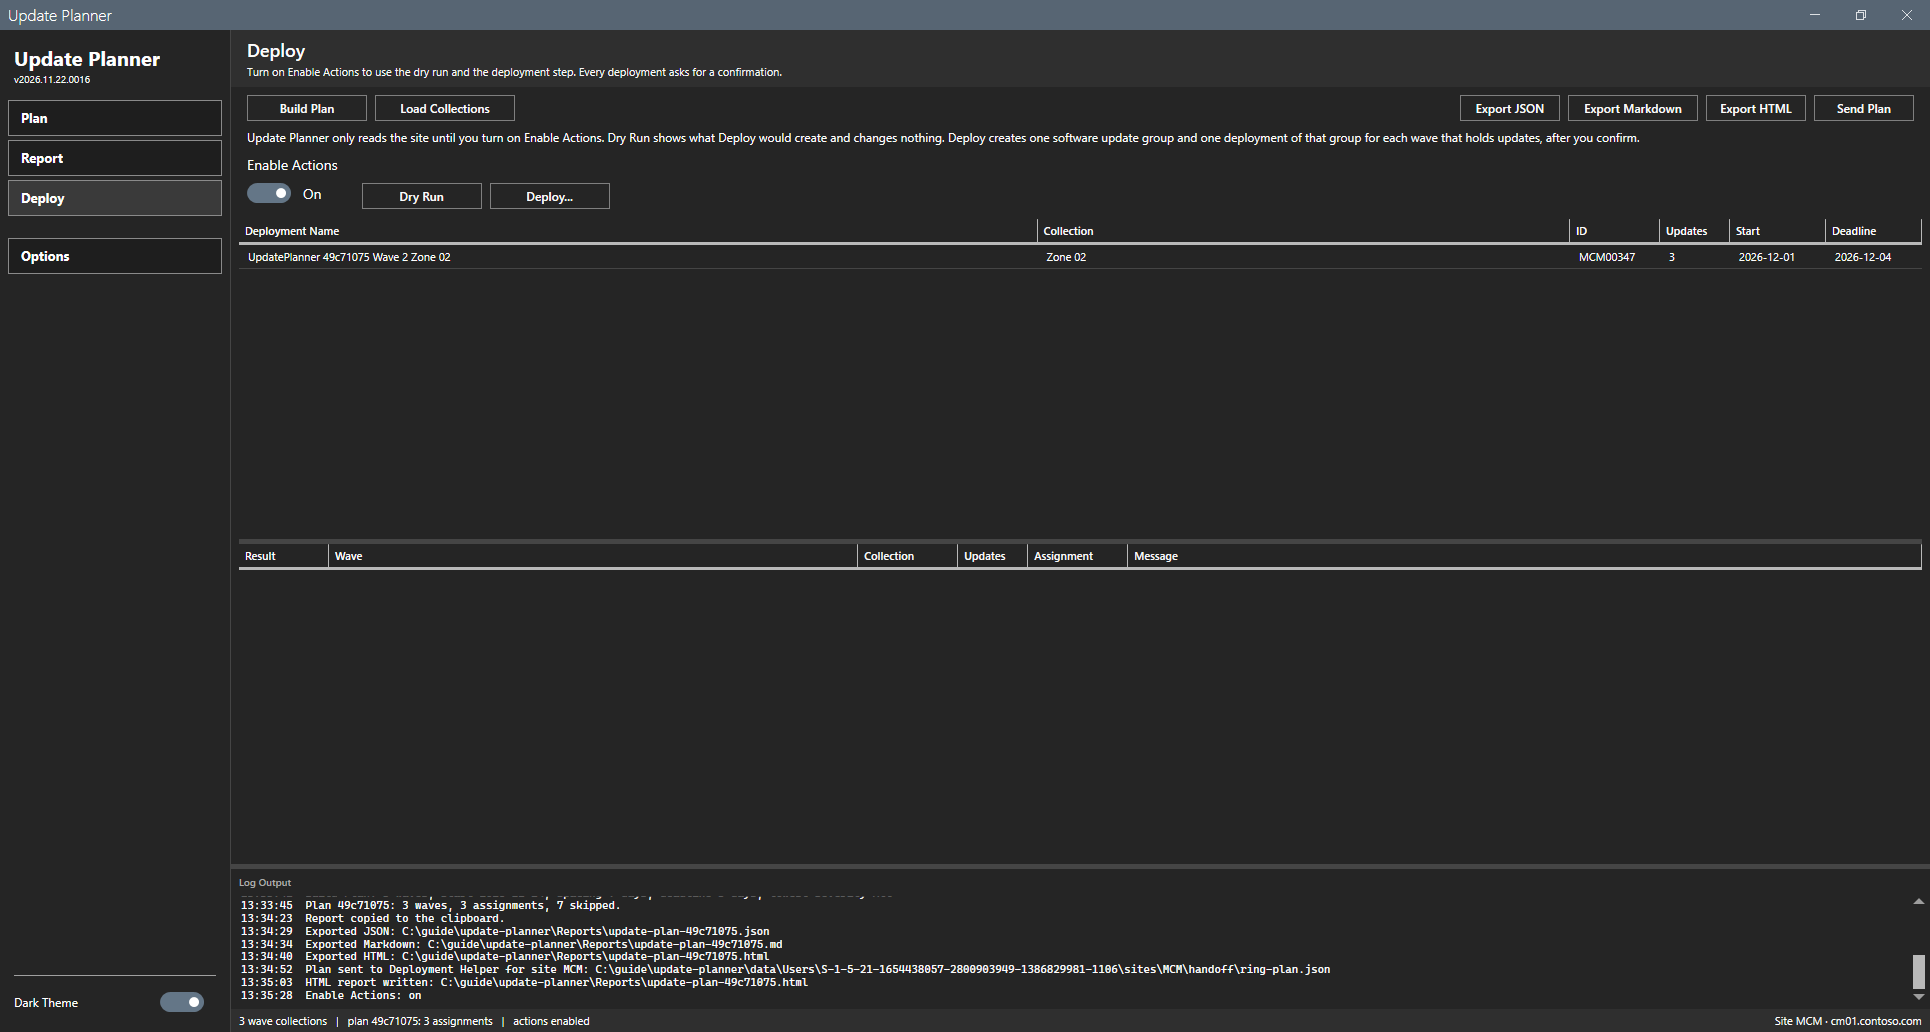 Update Planner
Update Planner
v2026.11.22.0016
Plan
Report
Deploy
Options
Dark Theme
Deploy
Turn on Enable Actions to use the dry run and the deployment step. Every deployment asks for a confirmation.
Build Plan Load Collections Export JSON Export Markdown Export HTML Send Plan
Update Planner only reads the site until you turn on Enable Actions. Dry Run shows what Deploy would create and changes nothing. Deploy creates one software update group and one deployment of that group for each wave that holds updates, after you confirm.
Enable Actions
On Dry Run Deploy...
Deployment Name Collection ID Updates Start Deadline
UpdatePlanner 49c71075 Wave 2 Zone 02 Zone 02 MCM00347 3 2026-12-01 2026-12-04
Result Wave Collection Updates Assignment Message
Log Output
13:33:45 Plan 49c71075: 3 waves, 3 assignments, 7 skipped.
13:34:23 Report copied to the clipboard.
13:34:29 Exported JSON: C:\guide\update-planner\Reports\update-plan-49c71075.json
13:34:34 Exported Markdown: C:\guide\update-planner\Reports\update-plan-49c71075.md
13:34:40 Exported HTML: C:\guide\update-planner\Reports\update-plan-49c71075.html
13:34:52 Plan sent to Deployment Helper for site MCM: C:\guide\update-planner\data\Users\S-1-5-21-1654438057-2800903949-1386829981-1106\sites\MCM\handoff\ring-plan.json
13:35:03 HTML report written: C:\guide\update-planner\Reports\update-plan-49c71075.html
13:35:28 Enable Actions: on
3 wave collections | plan 49c71075: 3 assignments | actions enabled Site MCM · cm01.contoso.com